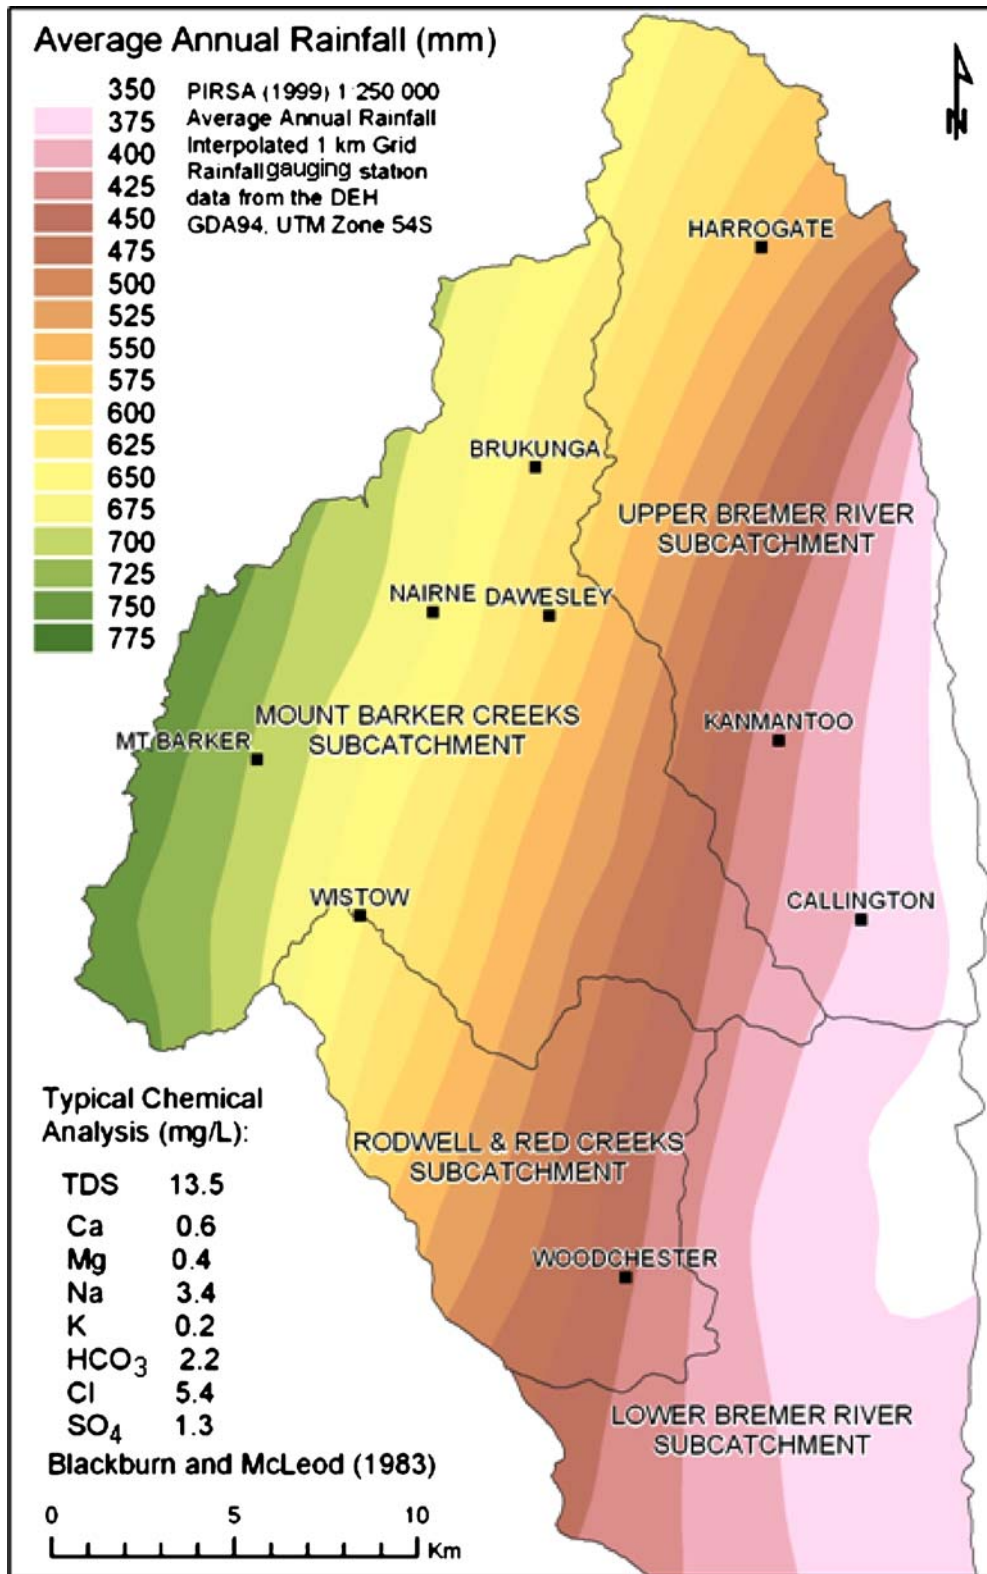 Average Annual Rainfall (mm)
350
375
400
425
450
475
500
525
550
575
600
625
650
675
700
725
750
775
PIRSA (1999) 1 250 000
Average Annual Rainfall
Interpolated 1 km Grid
Rainfall gauging station
data from the DEH
GDA94, UTM Zone 54S
N
HARROGATE
BRUKUNGA
UPPER BREMER RIVER
SUBCATCHMENT
NAIRNE
DAWESLEY
MOUNT BARKER CREEKS
SUBCATCHMENT
MT BARKER
KANMANTOO
WISTOW
CALLINGTON
RODWELL & RED CREEKS
SUBCATCHMENT
WOODCHESTER
LOWER BREMER RIVER
SUBCATCHMENT
Typical Chemical
Analysis (mg/L):
TDS 13.5
Ca 0.6
Mg 0.4
Na 3.4
K 0.2
HCO3 2.2
Cl 5.4
SO4 1.3
Blackburn and McLeod (1983)
0 5 10
Km